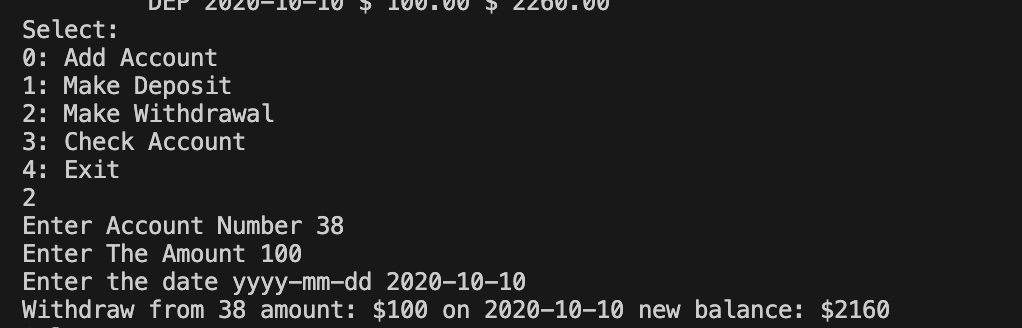 DEP 2020-10-10 $ 100.00 $ 2260.00
Select:
0: Add Account
1: Make Deposit
2: Make Withdrawal
3: Check Account
4: Exit
2
Enter Account Number 38
Enter The Amount 100
Enter the date yyyy-mm-dd 2020-10-10
Withdraw from 38 amount: $100 on 2020-10-10 new balance: $2160